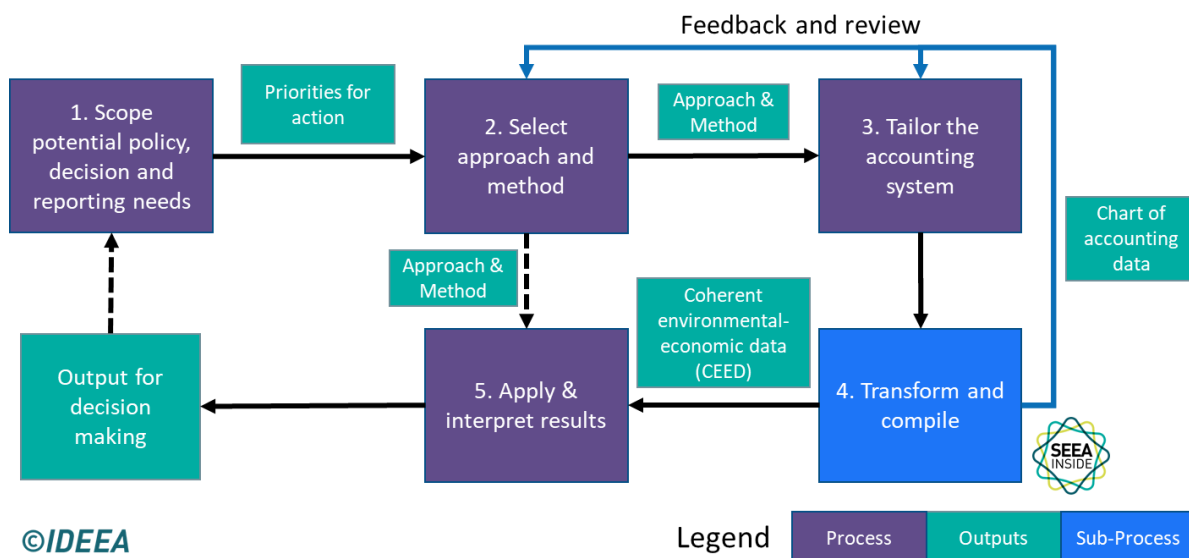 Feedback and review
1. Scope
potential policy,
decision and
reporting needs
Priorities for
action
2. Select
approach and
method
Approach &
Method
3. Tailor the
accounting
system
Chart of
accounting
data
Approach &
Method
Coherent
environmental-
economic data
(CEED)
Output for
decision
making
5. Apply &
interpret results
4. Transform and
compile
SEEA
INSIDE
©IDEEA
Legend
Process
Outputs
Sub-Process